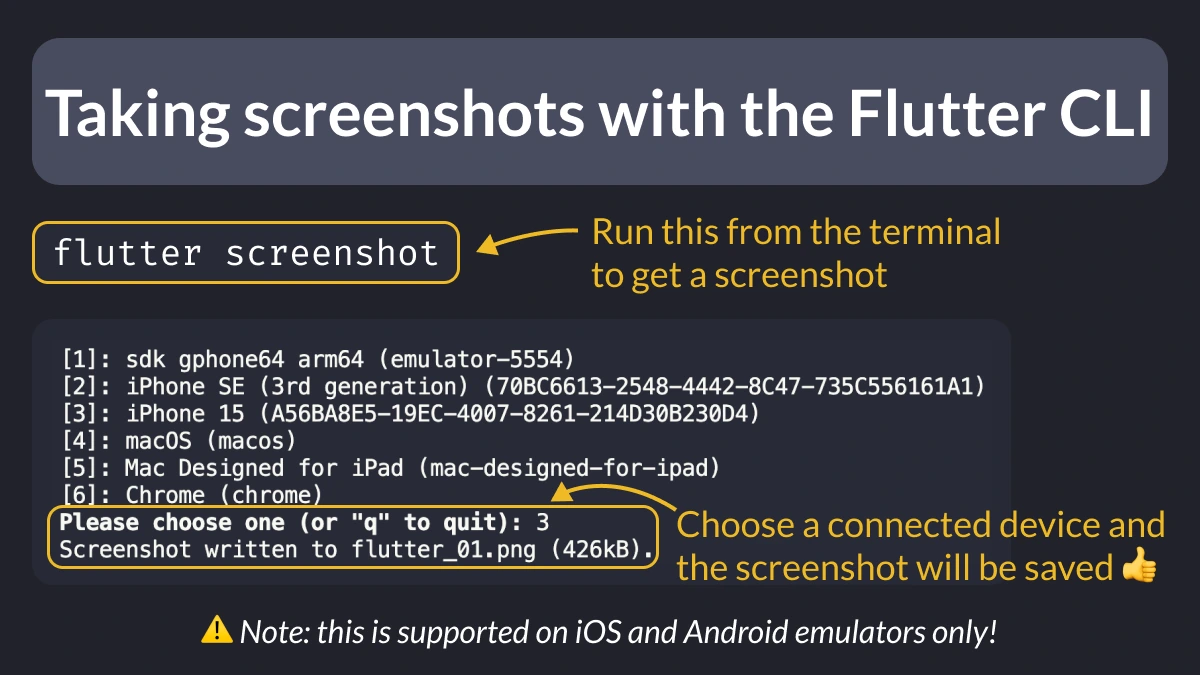 Taking screenshots with the Flutter CLI
flutter screenshot
Run this from the terminal
to get a screenshot
[1]: sdk gphone64 arm64 (emulator-5554)
[2]: iPhone SE (3rd generation) (70BC6613-2548-4442-8C47-735C556161A1)
[3]: iPhone 15 (A56BA8E5-19EC-4007-8261-214D30B230D4)
[4]: macOS (macos)
[5]: Mac Designed for iPad (mac-designed-for-ipad)
[6]: Chrome (chrome)
Please choose one (or "q" to quit): 3
Screenshot written to flutter_01.png (426kB).
Choose a connected device and
the screenshot will be saved 👍
⚠️ Note: this is supported on iOS and Android emulators only!